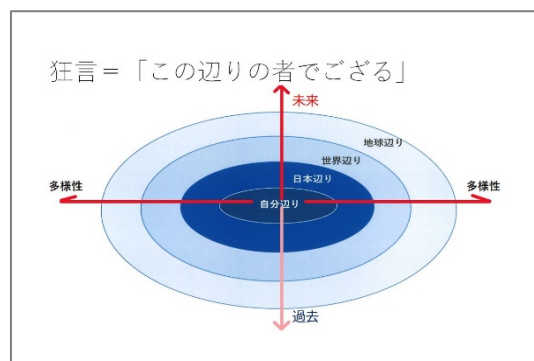 狂言＝「この辺りの者でござる」
未来
地球辺り
世界辺り
日本辺り
多様性
自分辺り
多様性
過去